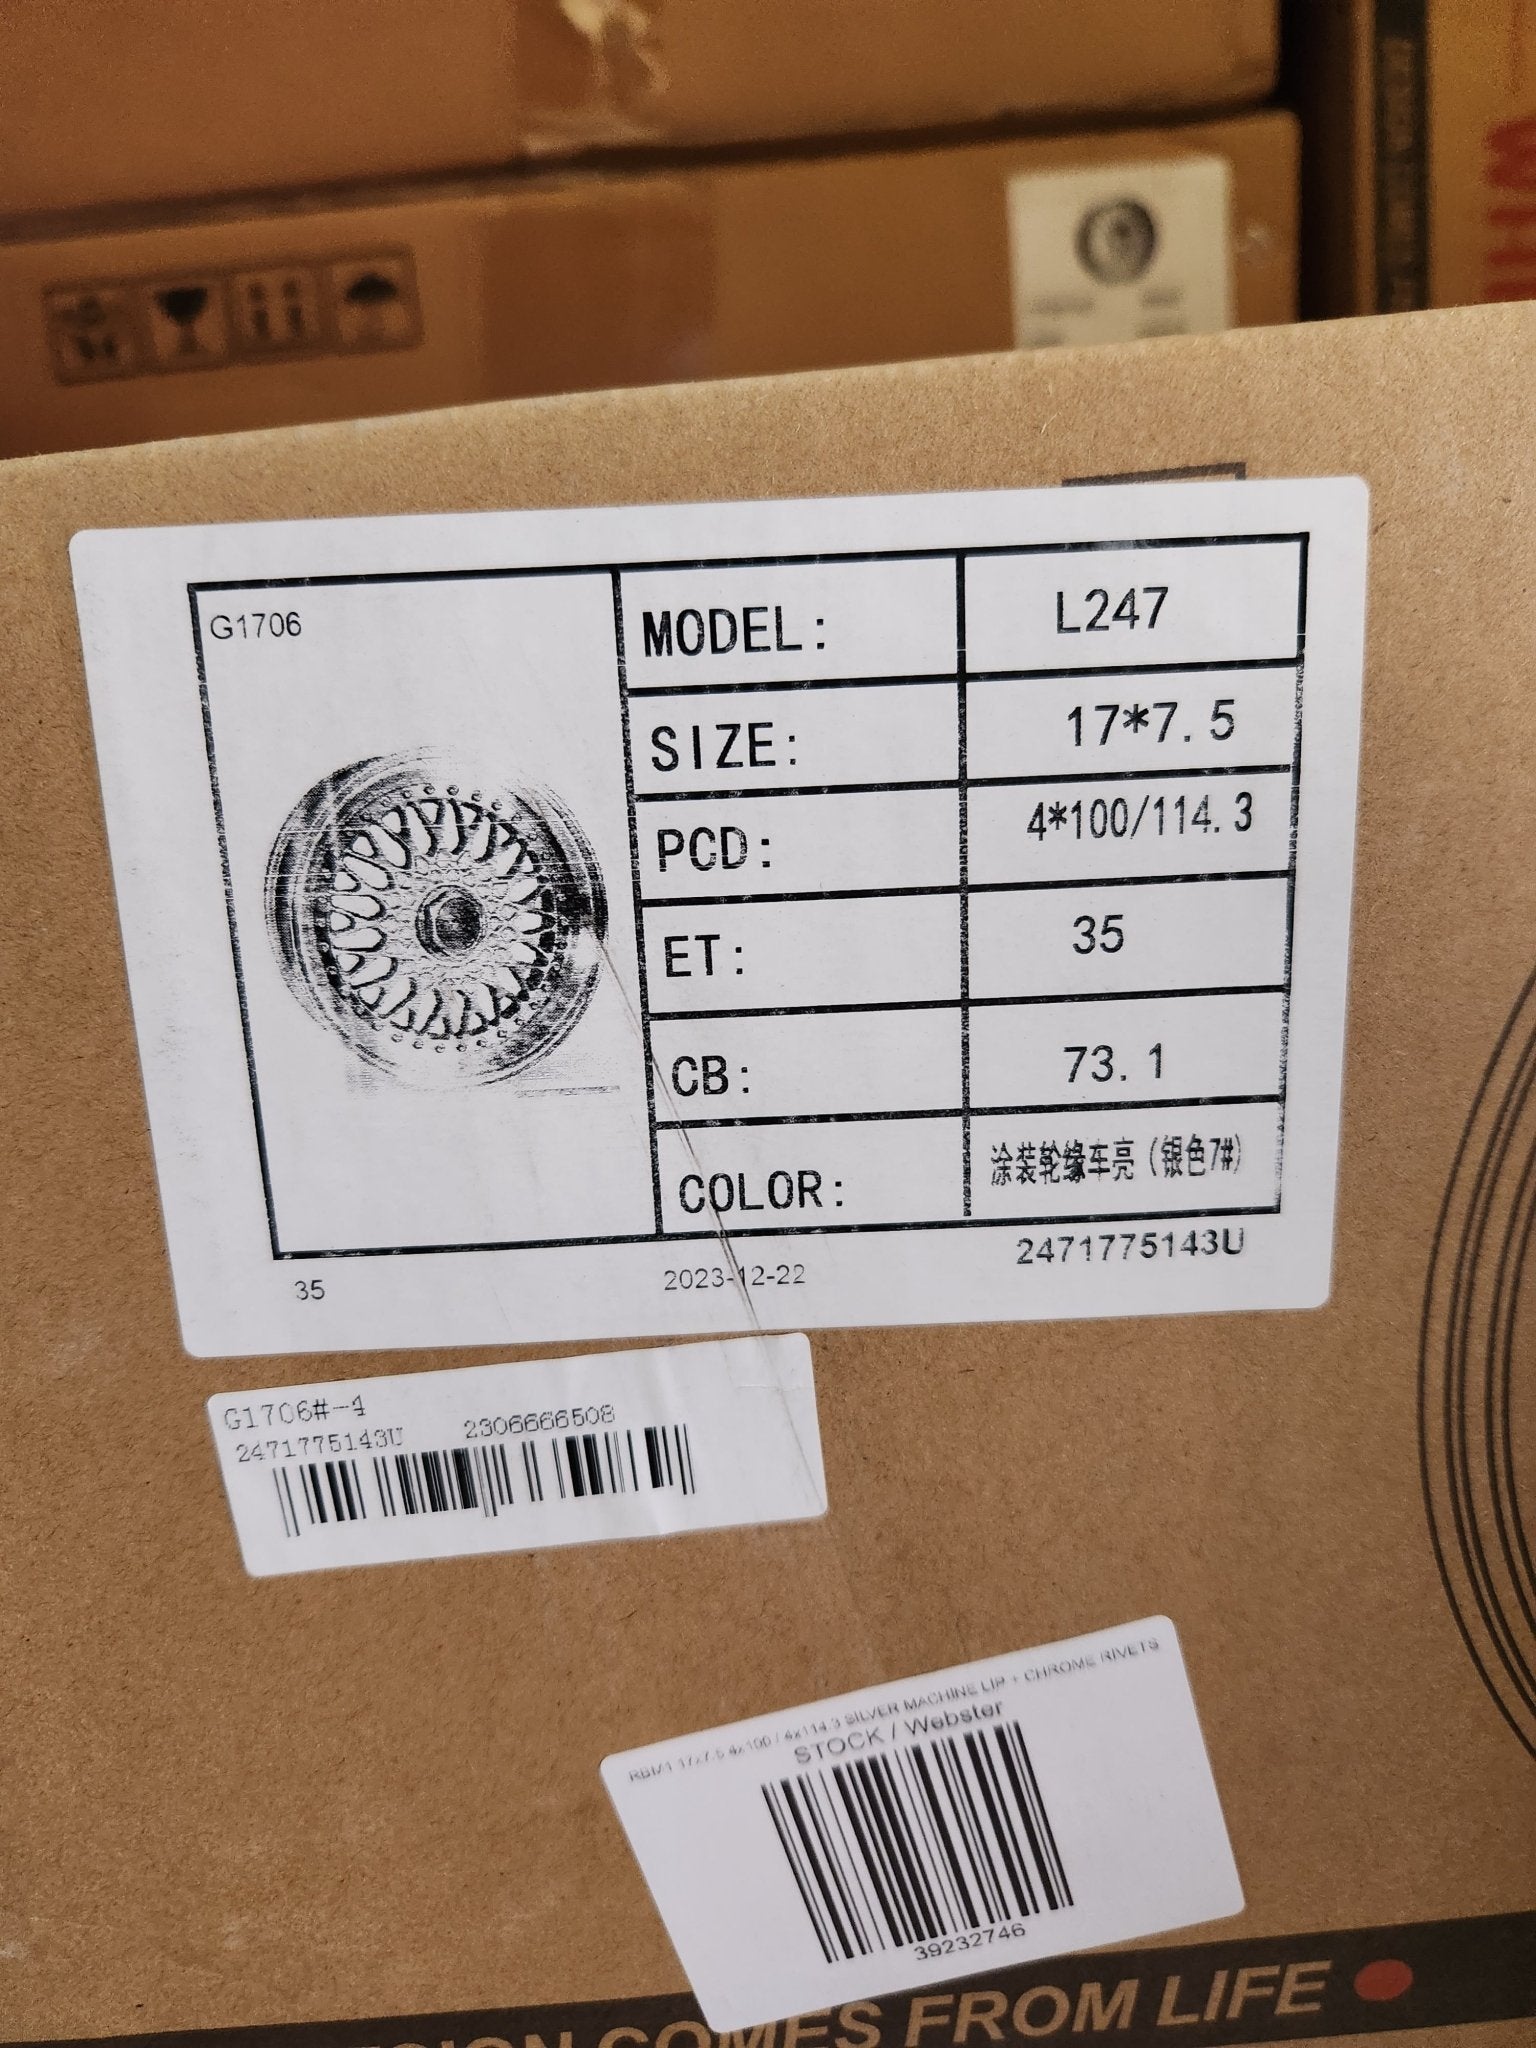 G1706
MODEL: L247
SIZE: 17*7.5
PCD: 4*100/114.3
ET: 35
CB: 73.1
COLOR: 涂装轮缘车亮(银色7#)
35 2023-12-22 2471775143U
G1706#-4
2471775143U 2306666508
RBM1 17x7.5 4x100 / 4x114.3 SILVER MACHINE LIP + CHROME RIVETS
STOCK / Webster
39232746
COMES FROM LIFE